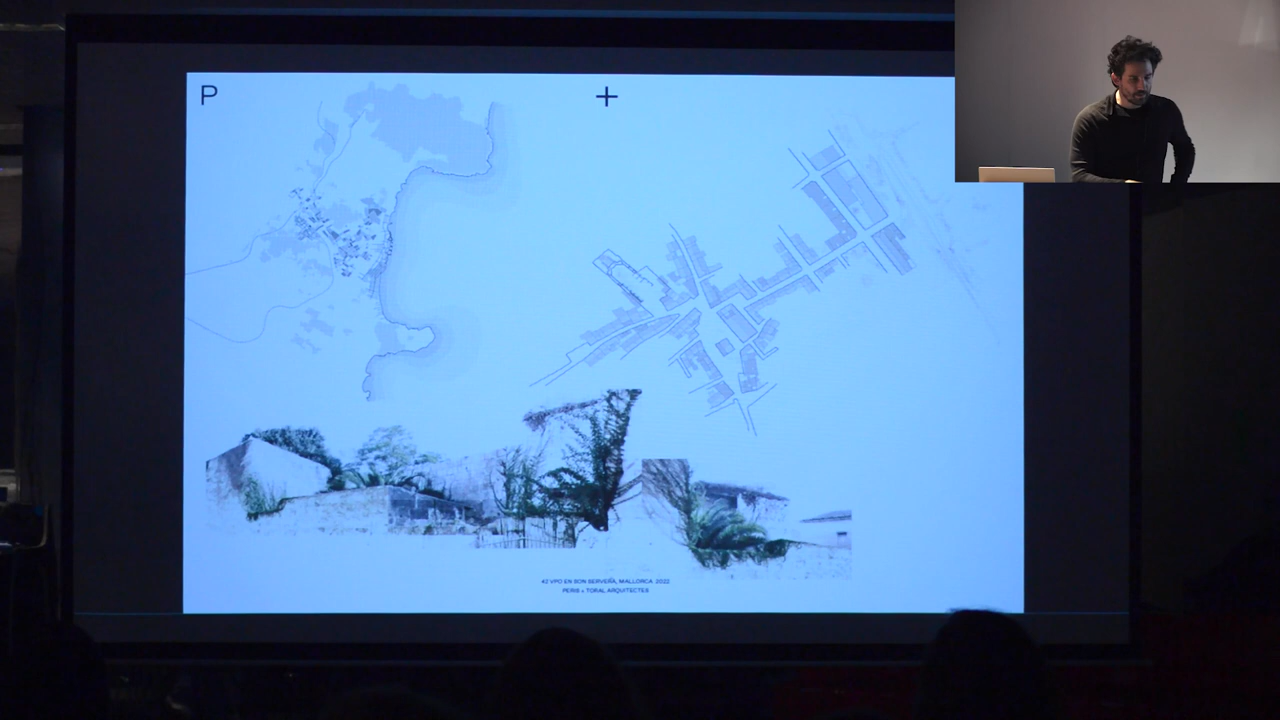 P
+
42 VPO EN SON SERVERA, MALLORCA 2022
PERIS + TORAL ARQUITECTES